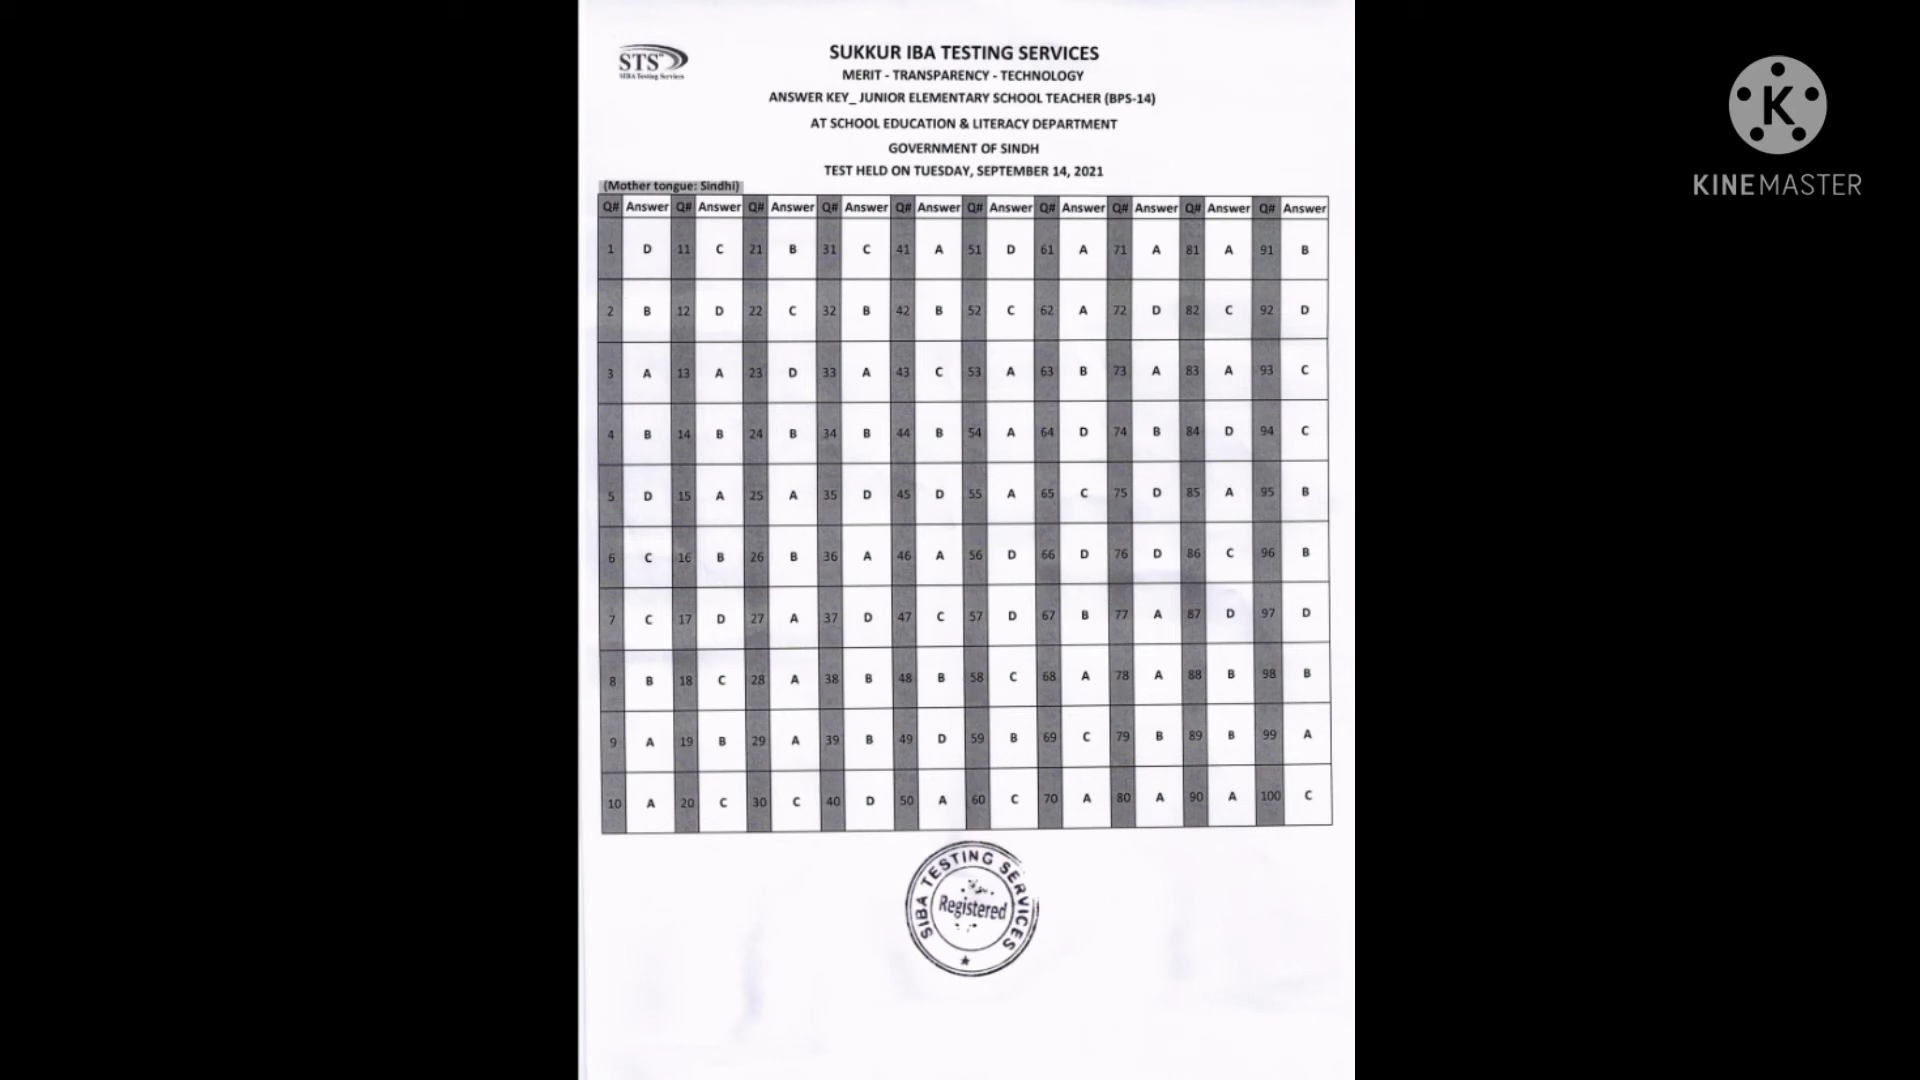 STS
SIBA Testing Services
SUKKUR IBA TESTING SERVICES
MERIT - TRANSPARENCY - TECHNOLOGY
ANSWER KEY_ JUNIOR ELEMENTARY SCHOOL TEACHER (BPS-14)
AT SCHOOL EDUCATION & LITERACY DEPARTMENT
GOVERNMENT OF SINDH
TEST HELD ON TUESDAY, SEPTEMBER 14, 2021
(Mother tongue: Sindhi)
Q# Answer Q# Answer Q# Answer Q# Answer Q# Answer Q# Answer Q# Answer Q# Answer Q# Answer Q# Answer
1 D 11 C 21 B 31 C 41 A 51 D 61 A 71 A 81 A 91 B
2 B 12 D 22 C 32 B 42 B 52 C 62 A 72 D 82 C 92 D
3 A 13 A 23 D 33 A 43 C 53 A 63 B 73 A 83 A 93 C
4 B 14 B 24 B 34 B 44 B 54 A 64 D 74 B 84 D 94 C
5 D 15 A 25 A 35 D 45 D 55 A 65 C 75 D 85 A 95 B
6 C 16 B 26 B 36 A 46 A 56 D 66 D 76 D 86 C 96 B
7 C 17 D 27 A 37 D 47 C 57 D 67 B 77 A 87 D 97 D
8 B 18 C 28 A 38 B 48 B 58 C 68 A 78 A 88 B 98 B
9 A 19 B 29 A 39 B 49 D 59 B 69 C 79 B 89 B 99 A
10 A 20 C 30 C 40 D 50 A 60 C 70 A 80 A 90 A 100 C
SIBA TESTING SERVICES
Registered
K
KINEMASTER